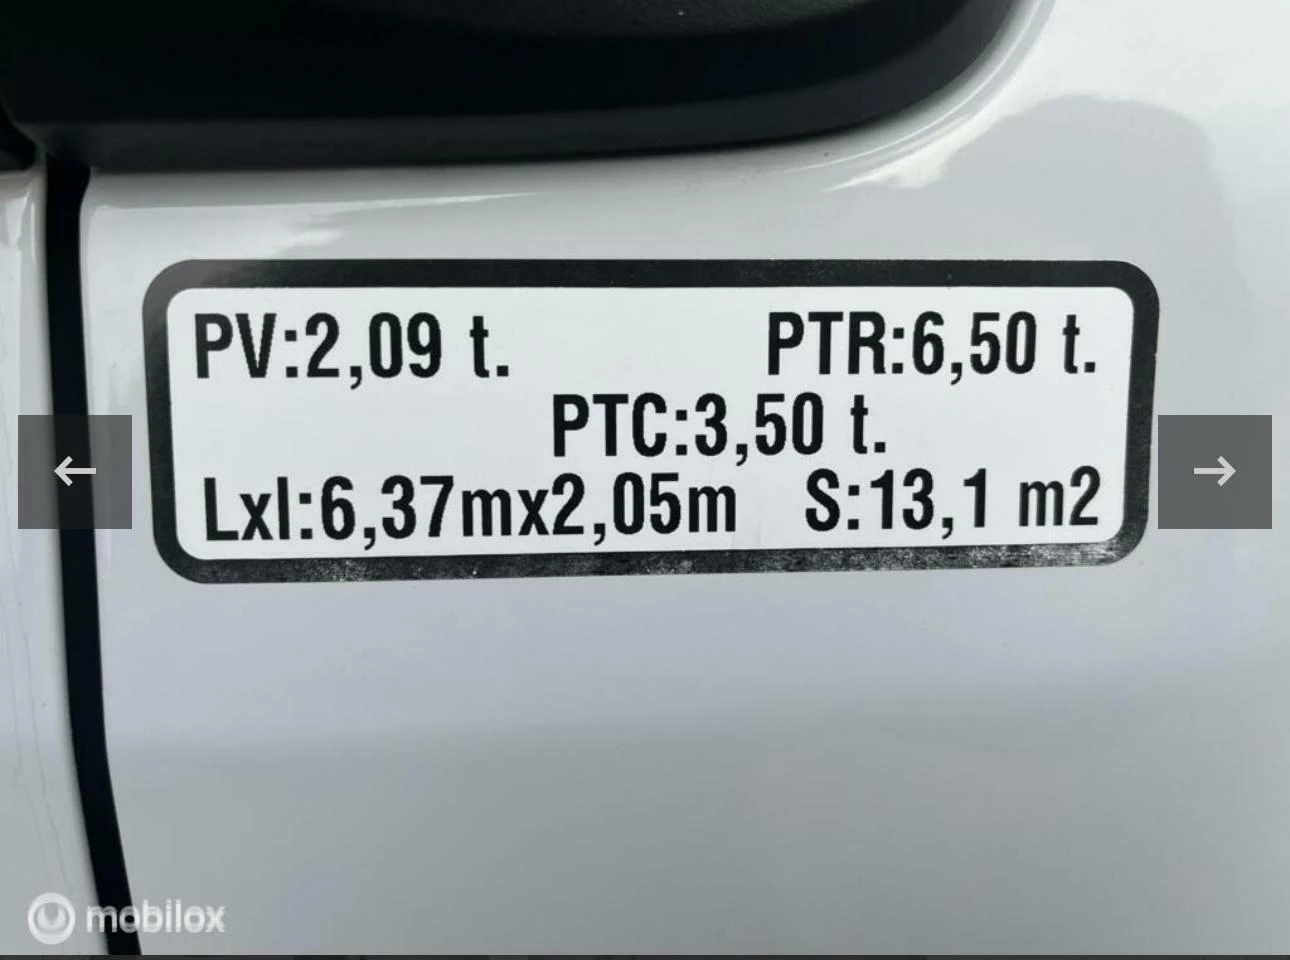 PV:2,09 t. PTR:6,50 t.
PTC:3,50 t.
Lxl:6,37mx2,05m S:13,1 m2
mobilox